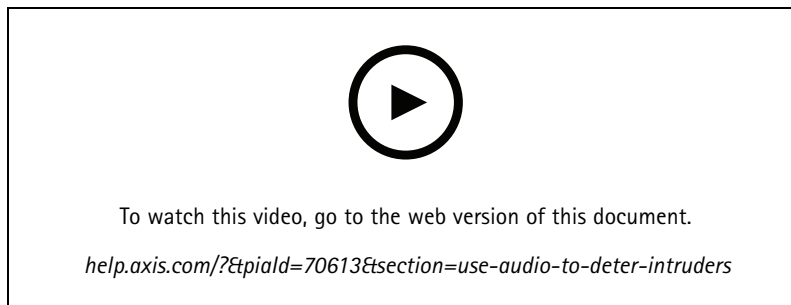 To watch this video, go to the web version of this document.
help.axis.com/?&piaId=70613&section=use-audio-to-deter-intruders